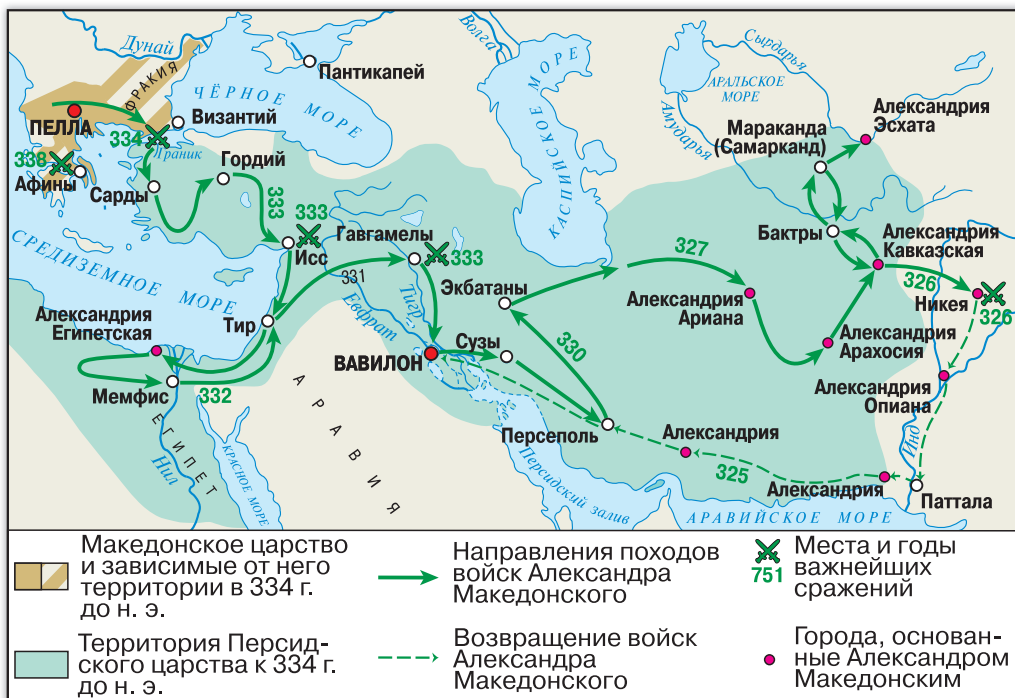 Дунай
Волга
Сырдарья
Пантикапей
ФРАКИЯ
ЧЁРНОЕ МОРЕ
КАСПИЙСКОЕ МОРЕ
АРАЛЬСКОЕ
МОРЕ
Амударья
Александрия
Эсхата
ПЕЛЛА
Византий
334
Граник
338
Афины
Сарды
Гордий
Мараканда
(Самарканд)
333
333
Исс
Гавгамелы
333
331
Бактры
Александрия
Кавказская
326
Никея
326
СРЕДИЗЕМНОЕ МОРЕ
Экбатаны
327
Александрия
Ариана
Александрия
Египетская
Тир
Евфрат
Тигр
ВАВИЛОН
Сузы
330
Александрия
Арахосия
Мемфис
332
Александрия
Опиана
АРАВИЯ
ЕГИПЕТ
Нил
КРАСНОЕ МОРЕ
Персеполь
Александрия
325
Инд
Персидский залив
Александрия
Паттала
АРАВИЙСКОЕ МОРЕ
Македонское царство
и зависимые от него
территории в 334 г.
до н. э.
Территория Персид-
ского царства к 334 г.
до н. э.
Направления походов
войск Александра
Македонского
Возвращение войск
Александра
Македонского
751
Места и годы
важнейших
сражений
Города, основан-
ные Александром
Македонским